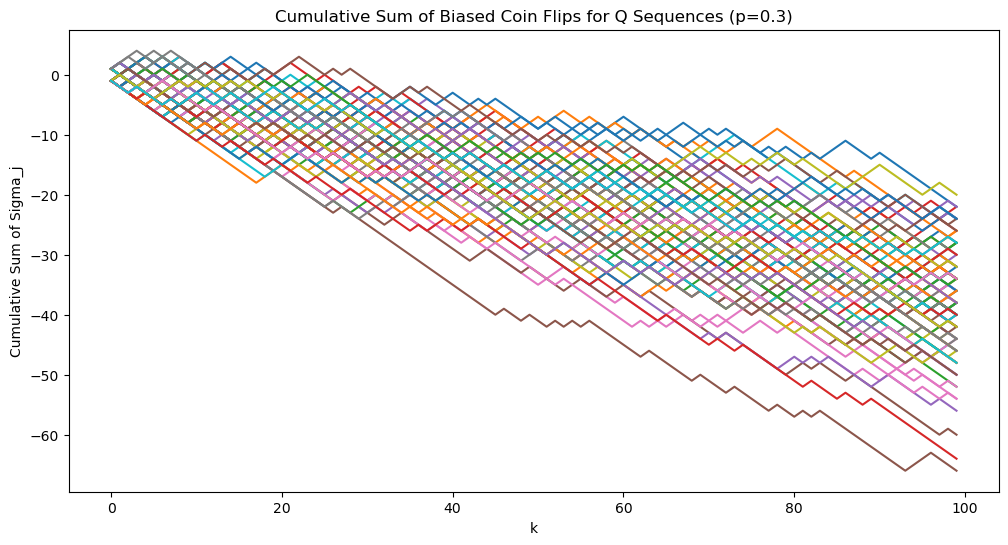 Cumulative Sum of Biased Coin Flips for Q Sequences (p=0.3)
Cumulative Sum of Sigma_j
0
−10
−20
−30
−40
−50
−60
0 20 40 60 80 100
k